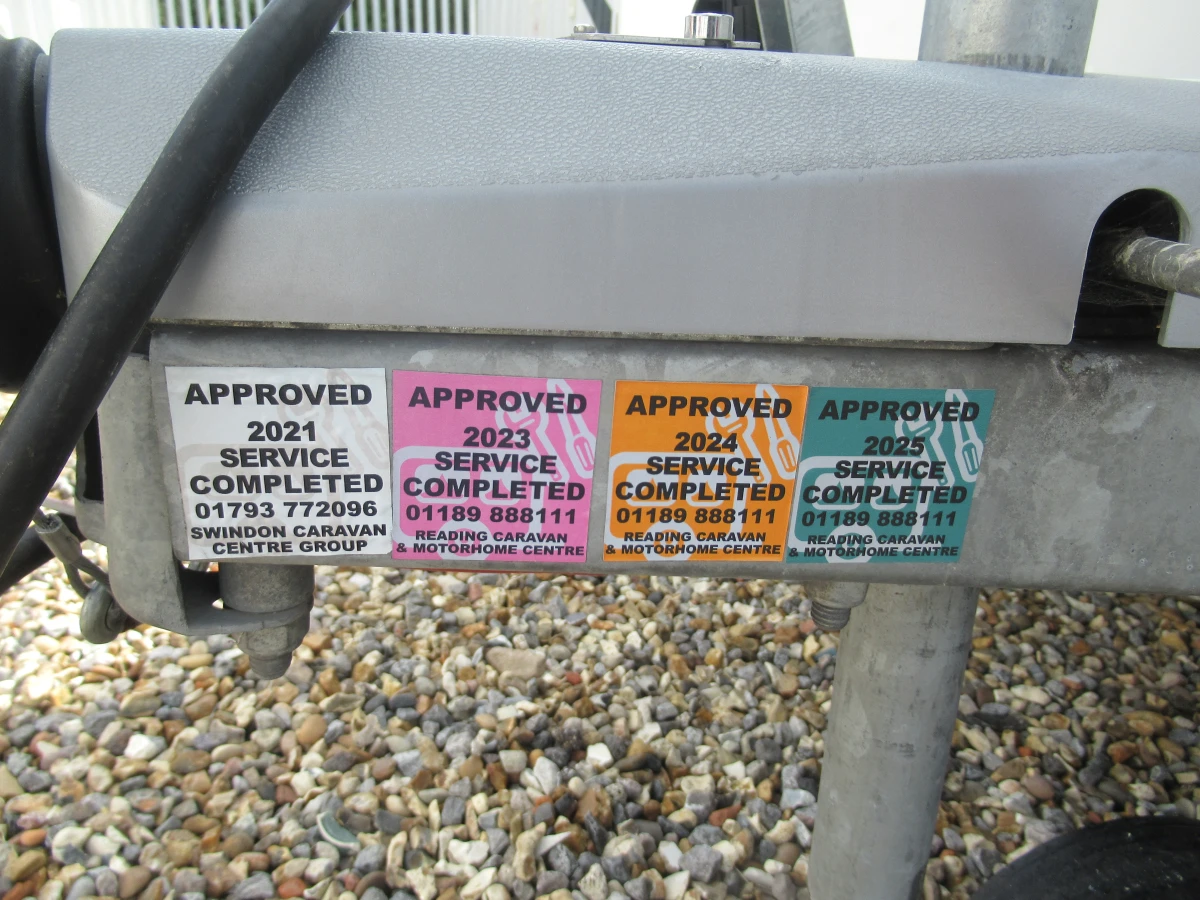 APPROVED
2021
SERVICE
COMPLETED
01793 772096
SWINDON CARAVAN
CENTRE GROUP
APPROVED
2023
SERVICE
COMPLETED
01189 888111
READING CARAVAN
& MOTORHOME CENTRE
APPROVED
2024
SERVICE
COMPLETED
01189 888111
READING CARAVAN
& MOTORHOME CENTRE
APPROVED
2025
SERVICE
COMPLETED
01189 888111
READING CARAVAN
& MOTORHOME CENTRE